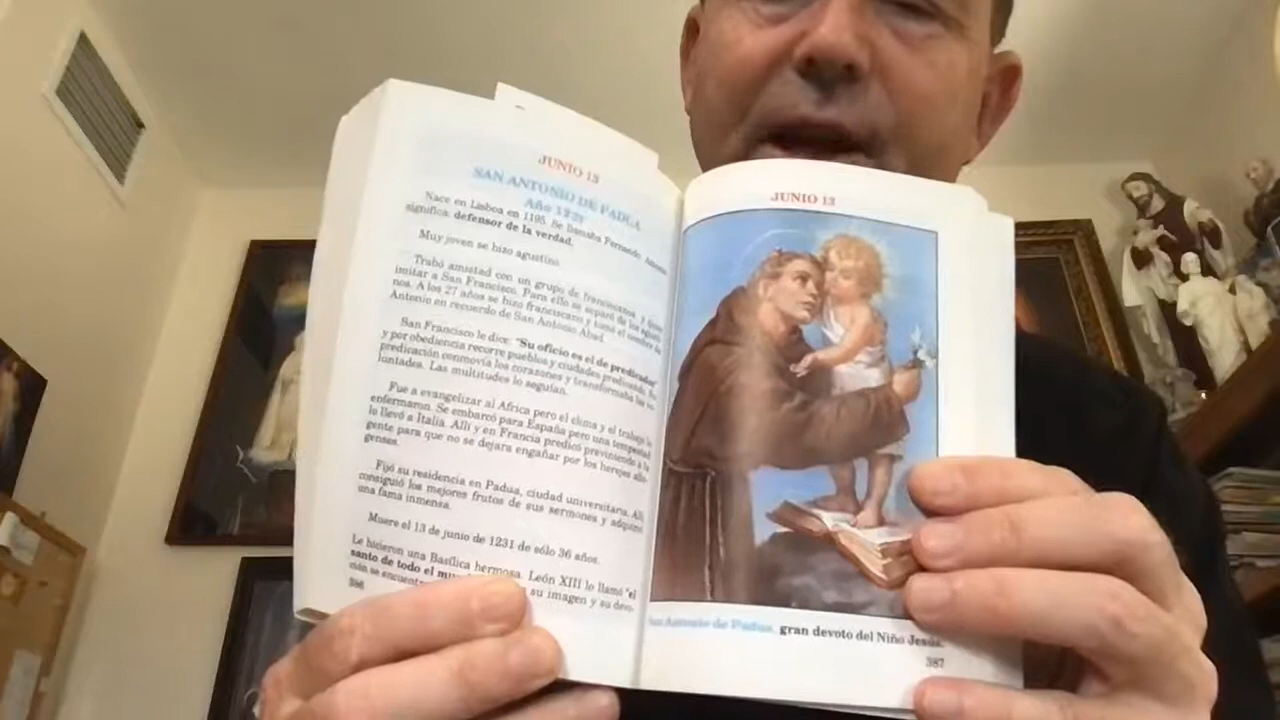 JUNIO 13
SAN ANTONIO DE PADUA
Año 1231
Nace en Lisboa en 1195. Se llamaba Fernando. Antonio
significa: defensor de la verdad.
Muy joven se hizo agustino.
Trabó amistad con un grupo de franciscanos, y quiso
imitar a San Francisco. Para ello se separó de los agusti-
nos. A los 27 años se hizo franciscano y tomó el nombre de
Antonio en recuerdo de San Antonio Abad.
San Francisco le dice: "Su oficio es el de predicador"
y por obediencia recorre pueblos y ciudades predicando. Su
predicación conmovía los corazones y transformaba las vo-
luntades. Las multitudes lo seguían.
Fue a evangelizar al Africa pero el clima y el trabajo lo
enfermaron. Se embarcó para España pero una tempestad
lo llevó a Italia. Allí y en Francia predicó previniendo a la
gente para que no se dejara engañar por los herejes albi-
genses.
Fijó su residencia en Padua, ciudad universitaria. Allí
consiguió los mejores frutos de sus sermones y adquirió
una fama inmensa.
Muere el 13 de junio de 1231 de sólo 36 años.
Le hicieron una Basílica hermosa. León XIII lo llamó "el
santo de todo el
su imagen y su devo-
386
JUNIO 13
San Antonio de Padua, gran devoto del Niño Jesús.
387